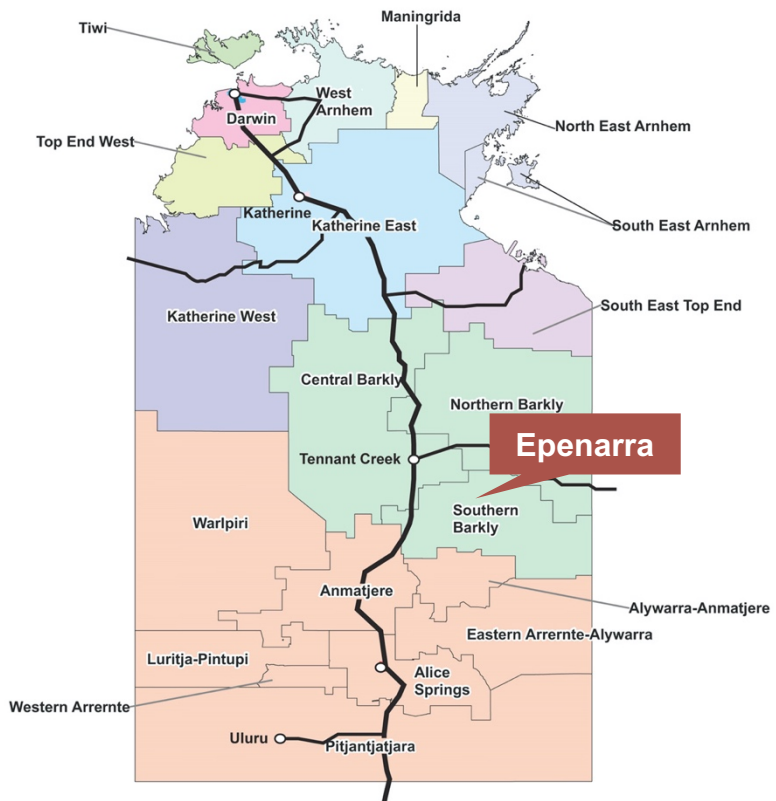 Maningrida
Tiwi
West
Arnhem
Darwin
North East Arnhem
Top End West
Katherine
Katherine East
South East Arnhem
Katherine West
South East Top End
Central Barkly
Northern Barkly
Epenarra
Tennant Creek
Southern
Barkly
Warlpiri
Anmatjere
Alywarra-Anmatjere
Eastern Arrernte-Alywarra
Luritja-Pintupi
Alice
Springs
Western Arrernte
Uluru
Pitjantjatjara